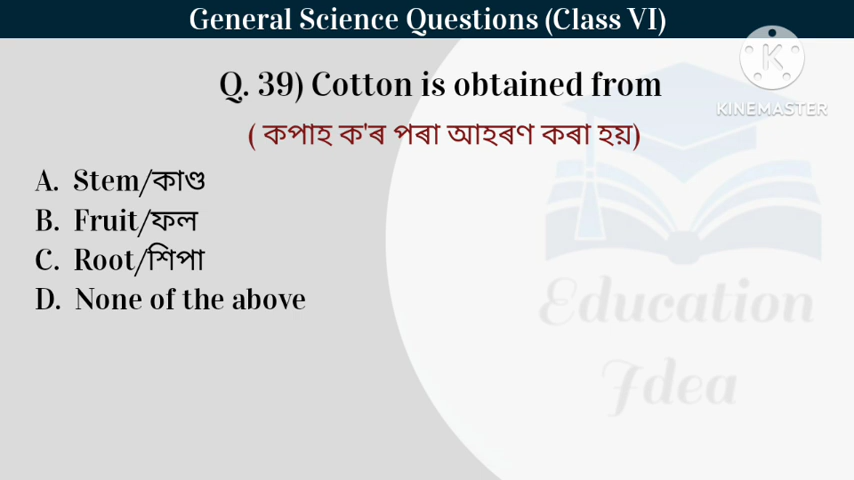 General Science Questions (Class VI)
KINEMASTER
Q. 39) Cotton is obtained from
( কপাহ ক'ৰ পৰা আহৰণ কৰা হয়)
A. Stem/কাণ্ড
B. Fruit/ফল
C. Root/শিপা
D. None of the above
Education
Idea